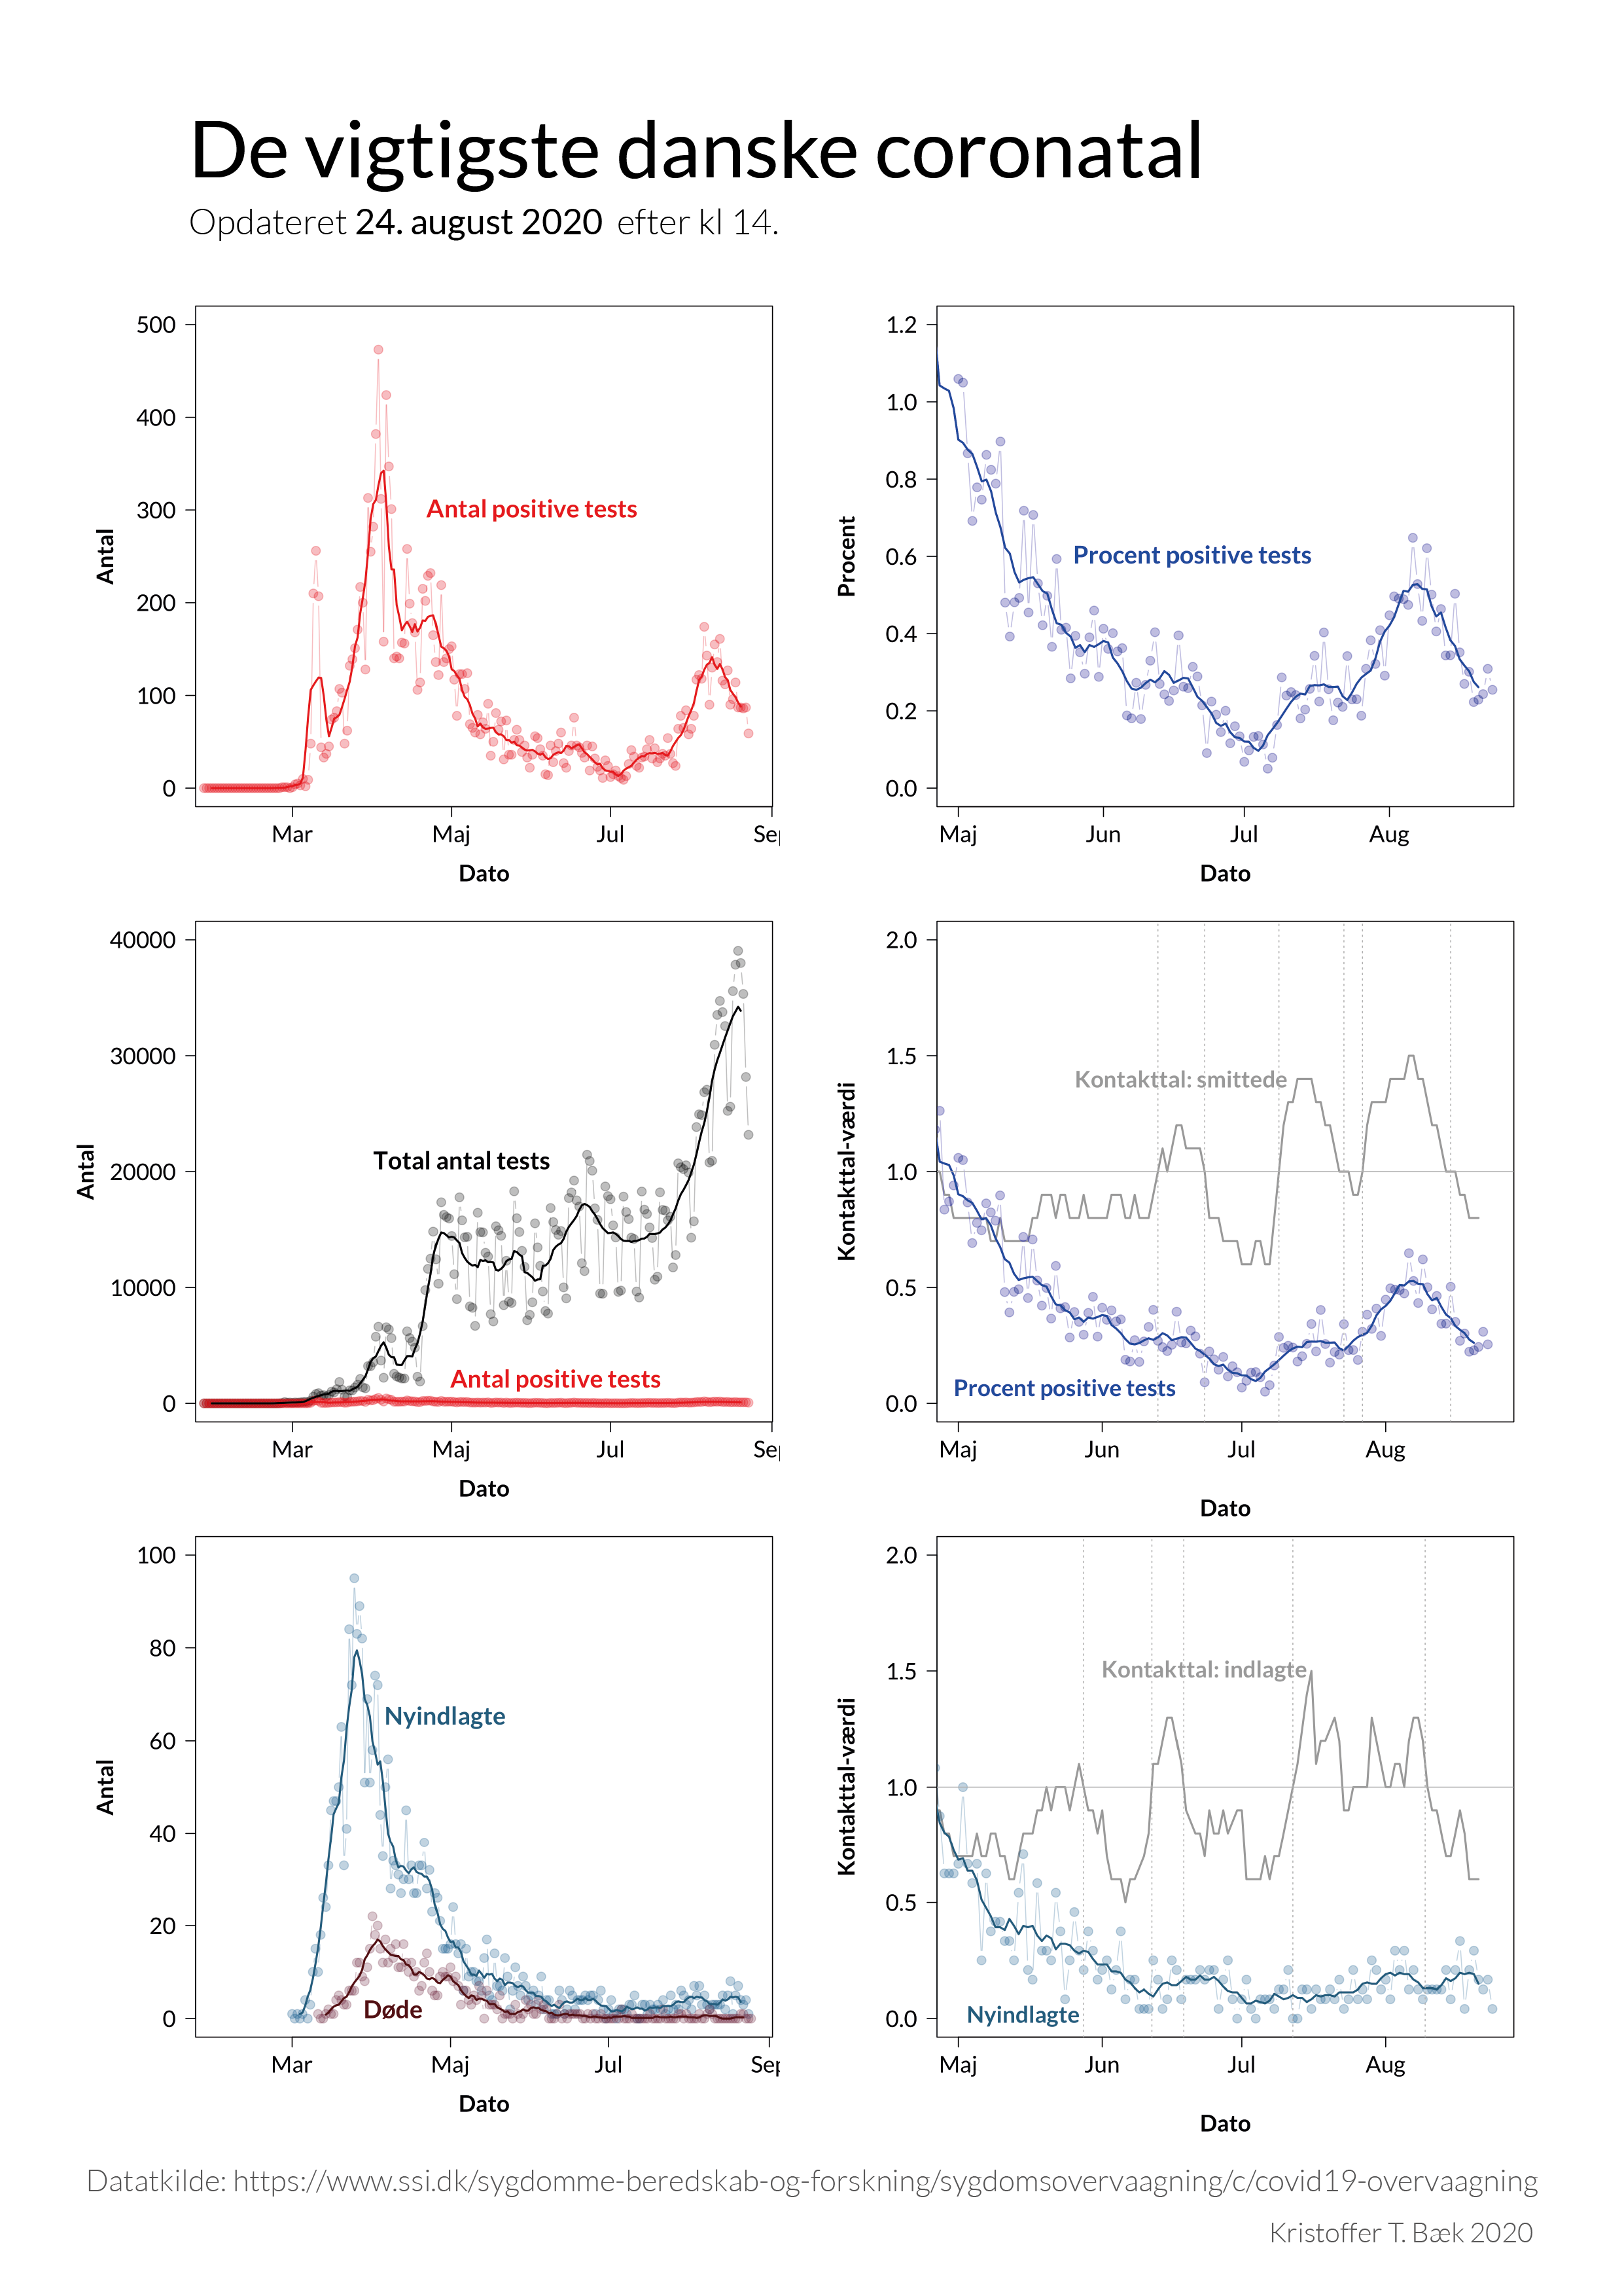 De vigtigste danske coronatal
Opdateret 24. august 2020 efter kl 14.
500
400
300
200
100
0
Antal
Antal positive tests
Mar
Maj
Jul
Sep
Dato
1.2
1.0
0.8
0.6
0.4
0.2
0.0
Procent
Procent positive tests
Maj
Jun
Jul
Aug
Dato
40000
30000
20000
10000
0
Antal
Total antal tests
Antal positive tests
Mar
Maj
Jul
Sep
Dato
2.0
1.5
1.0
0.5
0.0
Kontakttal-værdi
Kontakttal: smittede
Procent positive tests
Maj
Jun
Jul
Aug
Dato
100
80
60
40
20
0
Antal
Nyindlagte
Døde
Mar
Maj
Jul
Sep
Dato
2.0
1.5
1.0
0.5
0.0
Kontakttal-værdi
Kontakttal: indlagte
Nyindlagte
Maj
Jun
Jul
Aug
Dato
Datatkilde: https://www.ssi.dk/sygdomme-beredskab-og-forskning/sygdomsovervaagning/c/covid19-overvaagning
Kristoffer T. Bæk 2020